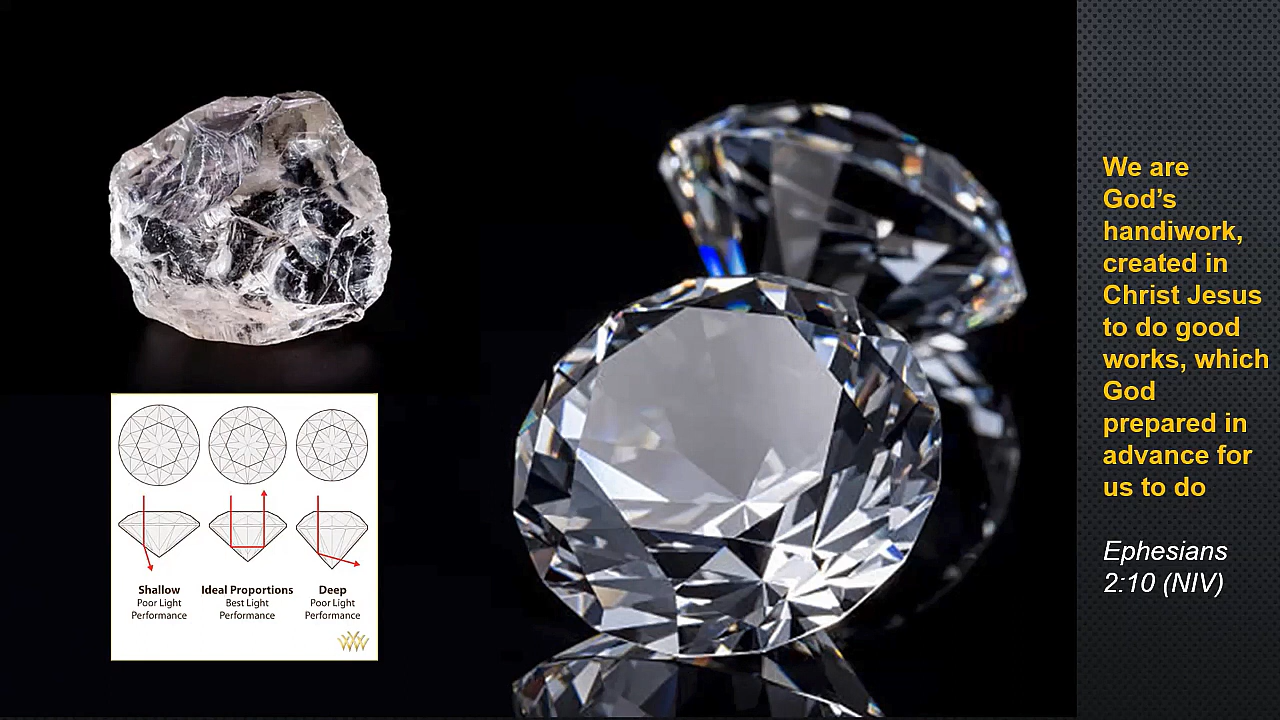 We are
God’s
handiwork,
created in
Christ Jesus
to do good
works, which
God
prepared in
advance for
us to do
Ephesians
2:10 (NIV)
Shallow
Poor Light
Performance
Ideal Proportions
Best Light
Performance
Deep
Poor Light
Performance